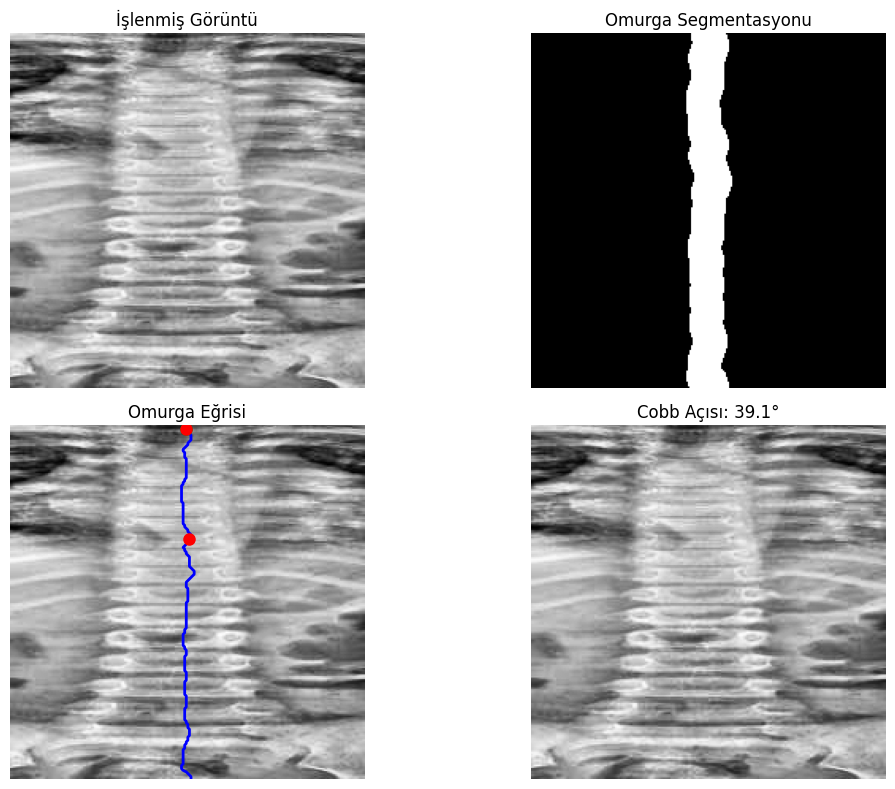 İşlenmiş Görüntü
Omurga Segmentasyonu
Omurga Eğrisi
Cobb Açısı: 39.1°